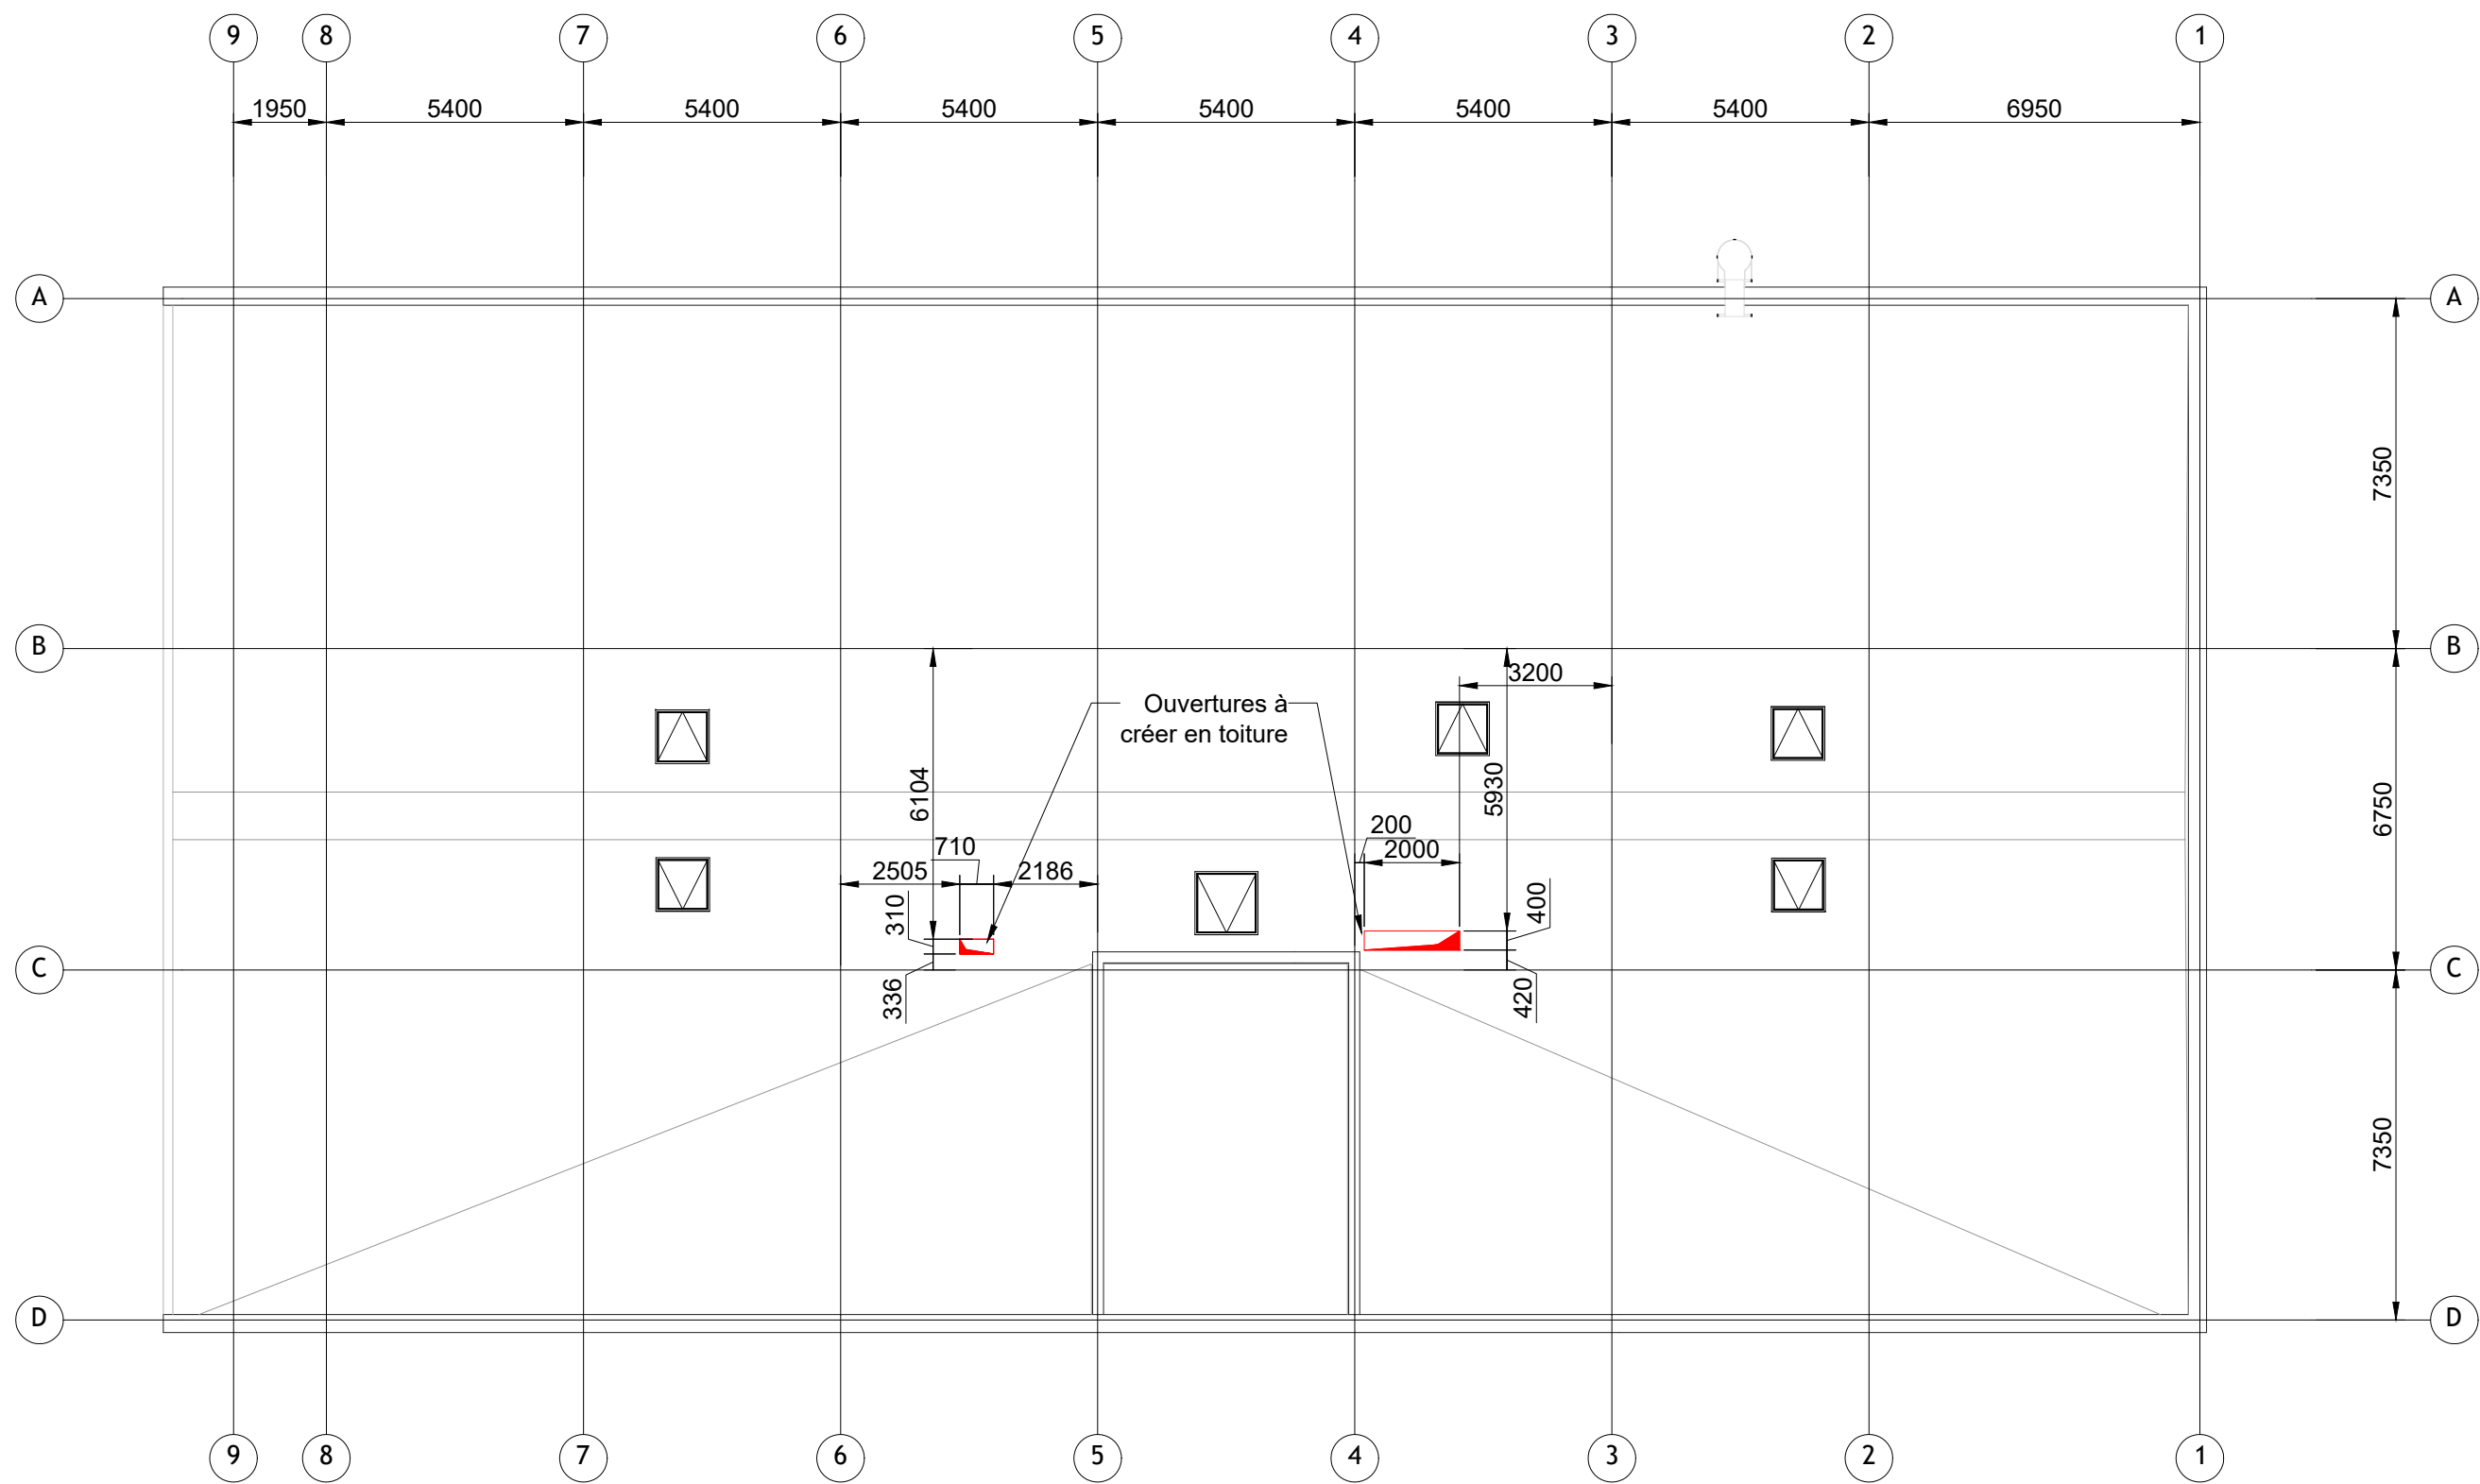 9 8 7 6 5 4 3 2 1
1950 5400 5400 5400 5400 5400 5400 6950
A A
7350
B B
3200
Ouvertures à
créer en toiture
6104 5930 6750
200
710 2000
2505 2186
310 400
C C
336 420
7350
D D
9 8 7 6 5 4 3 2 1